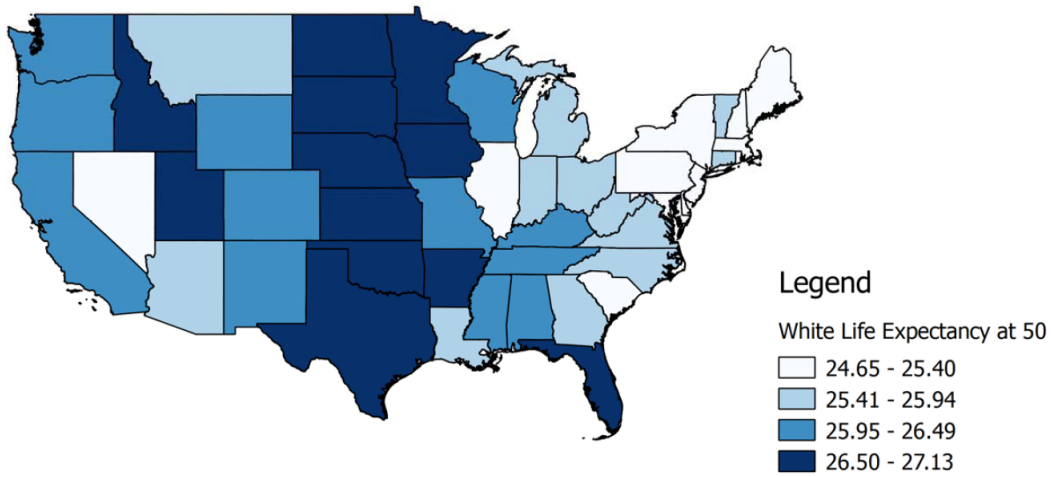 Legend
White Life Expectancy at 50
24.65 - 25.40
25.41 - 25.94
25.95 - 26.49
26.50 - 27.13